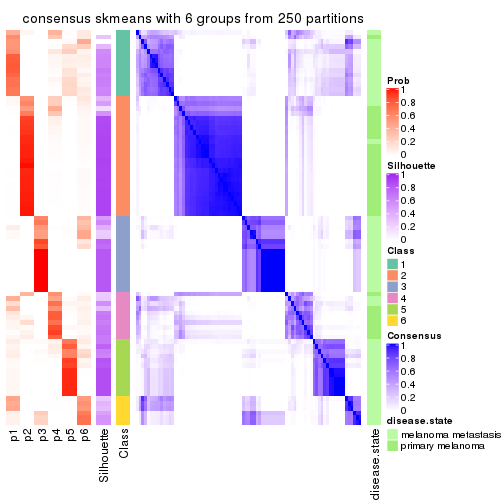 consensus skmeans with 6 groups from 250 partitions
Prob
1
0.8
0.6
0.4
0.2
0
Silhouette
1
0.8
0.6
0.4
0.2
0
Class
1
2
3
4
5
6
Consensus
1
0.8
0.6
0.4
0.2
0
disease.state
melanoma metastasis
primary melanoma
p1
p2
p3
p4
p5
p6
Silhouette
Class
disease.state